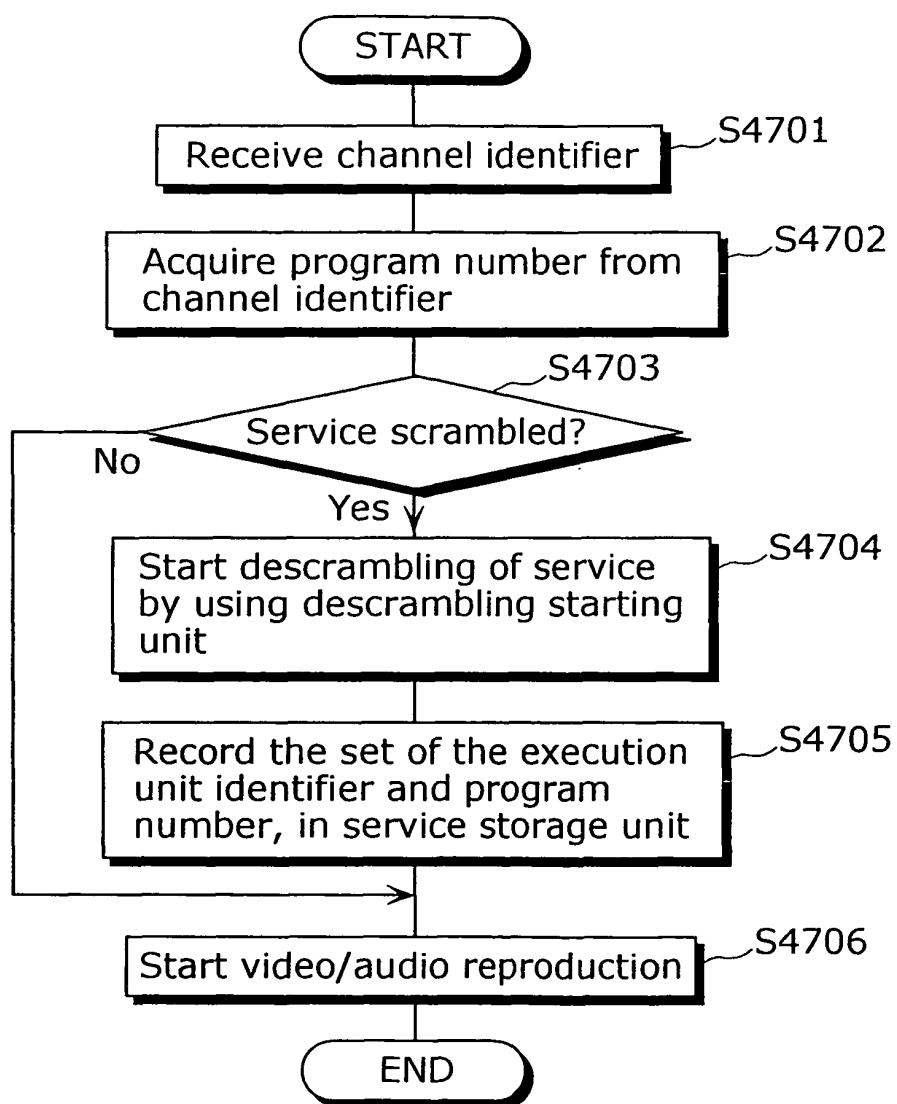 START
S4701
Receive channel identifier
S4702
Acquire program number from
channel identifier
S4703
Service scrambled?
No
Yes
S4704
Start descrambling of service
by using descrambling starting
unit
S4705
Record the set of the execution
unit identifier and program
number, in service storage unit
S4706
Start video/audio reproduction
END